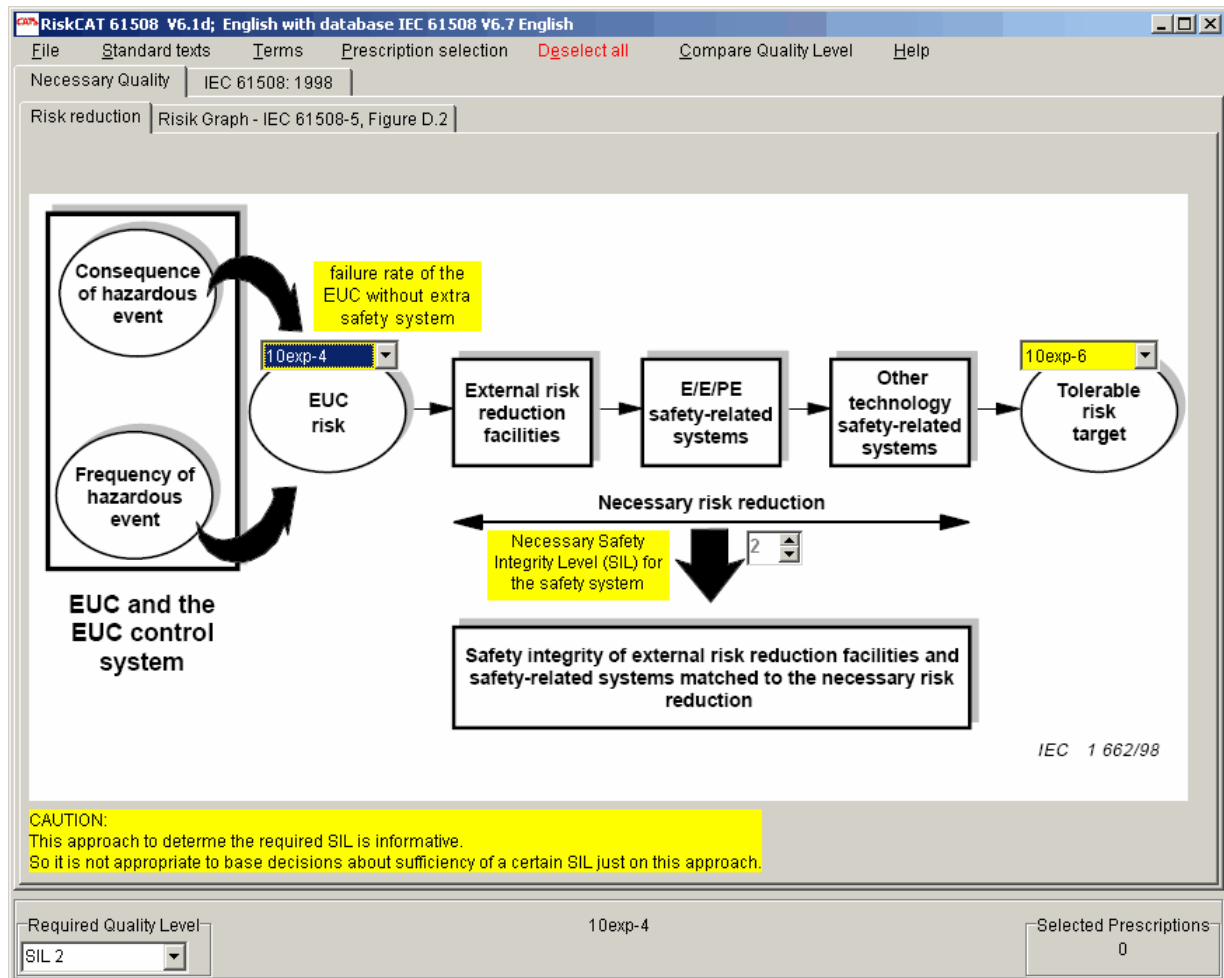 CATS RiskCAT 61508 V6.1d; English with database IEC 61508 V6.7 English
File Standard texts Terms Prescription selection Deselect all Compare Quality Level Help
Necessary Quality IEC 61508: 1998
Risk reduction Risik Graph - IEC 61508-5, Figure D.2
Consequence
of hazardous
event
failure rate of the
EUC without extra
safety system
10exp-4
10exp-6
EUC
risk
External risk
reduction
facilities
E/E/PE
safety-related
systems
Other
technology
safety-related
systems
Tolerable
risk
target
Frequency of
hazardous
event
Necessary risk reduction
Necessary Safety
Integrity Level (SIL) for
the safety system
2
EUC and the
EUC control
system
Safety integrity of external risk reduction facilities and
safety-related systems matched to the necessary risk
reduction
IEC 1 662/98
CAUTION:
This approach to determe the required SIL is informative.
So it is not appropriate to base decisions about sufficiency of a certain SIL just on this approach.
Required Quality Level
SIL 2
10exp-4
Selected Prescriptions
0